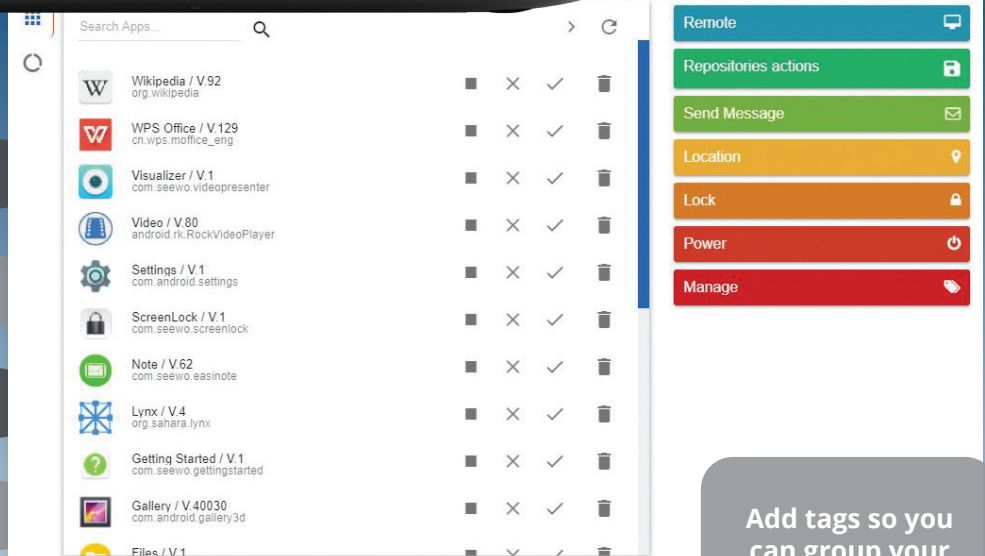 Search Apps...
Wikipedia / V.92
org.wikipedia
WPS Office / V.129
cn.wps.moffice_eng
Visualizer / V.1
com.seewo.videopresenter
Video / V.80
android.rk.RockVideoPlayer
Settings / V.1
com.android.settings
ScreenLock / V.1
com.seewo.screenlock
Note / V.62
com.seewo.easinote
Lynx / V.4
org.sahara.lynx
Getting Started / V.1
com.seewo.gettingstarted
Gallery / V.40030
com.android.gallery3d
Files / V.1
Remote
Repositories actions
Send Message
Location
Lock
Power
Manage
Add tags so you
can group your